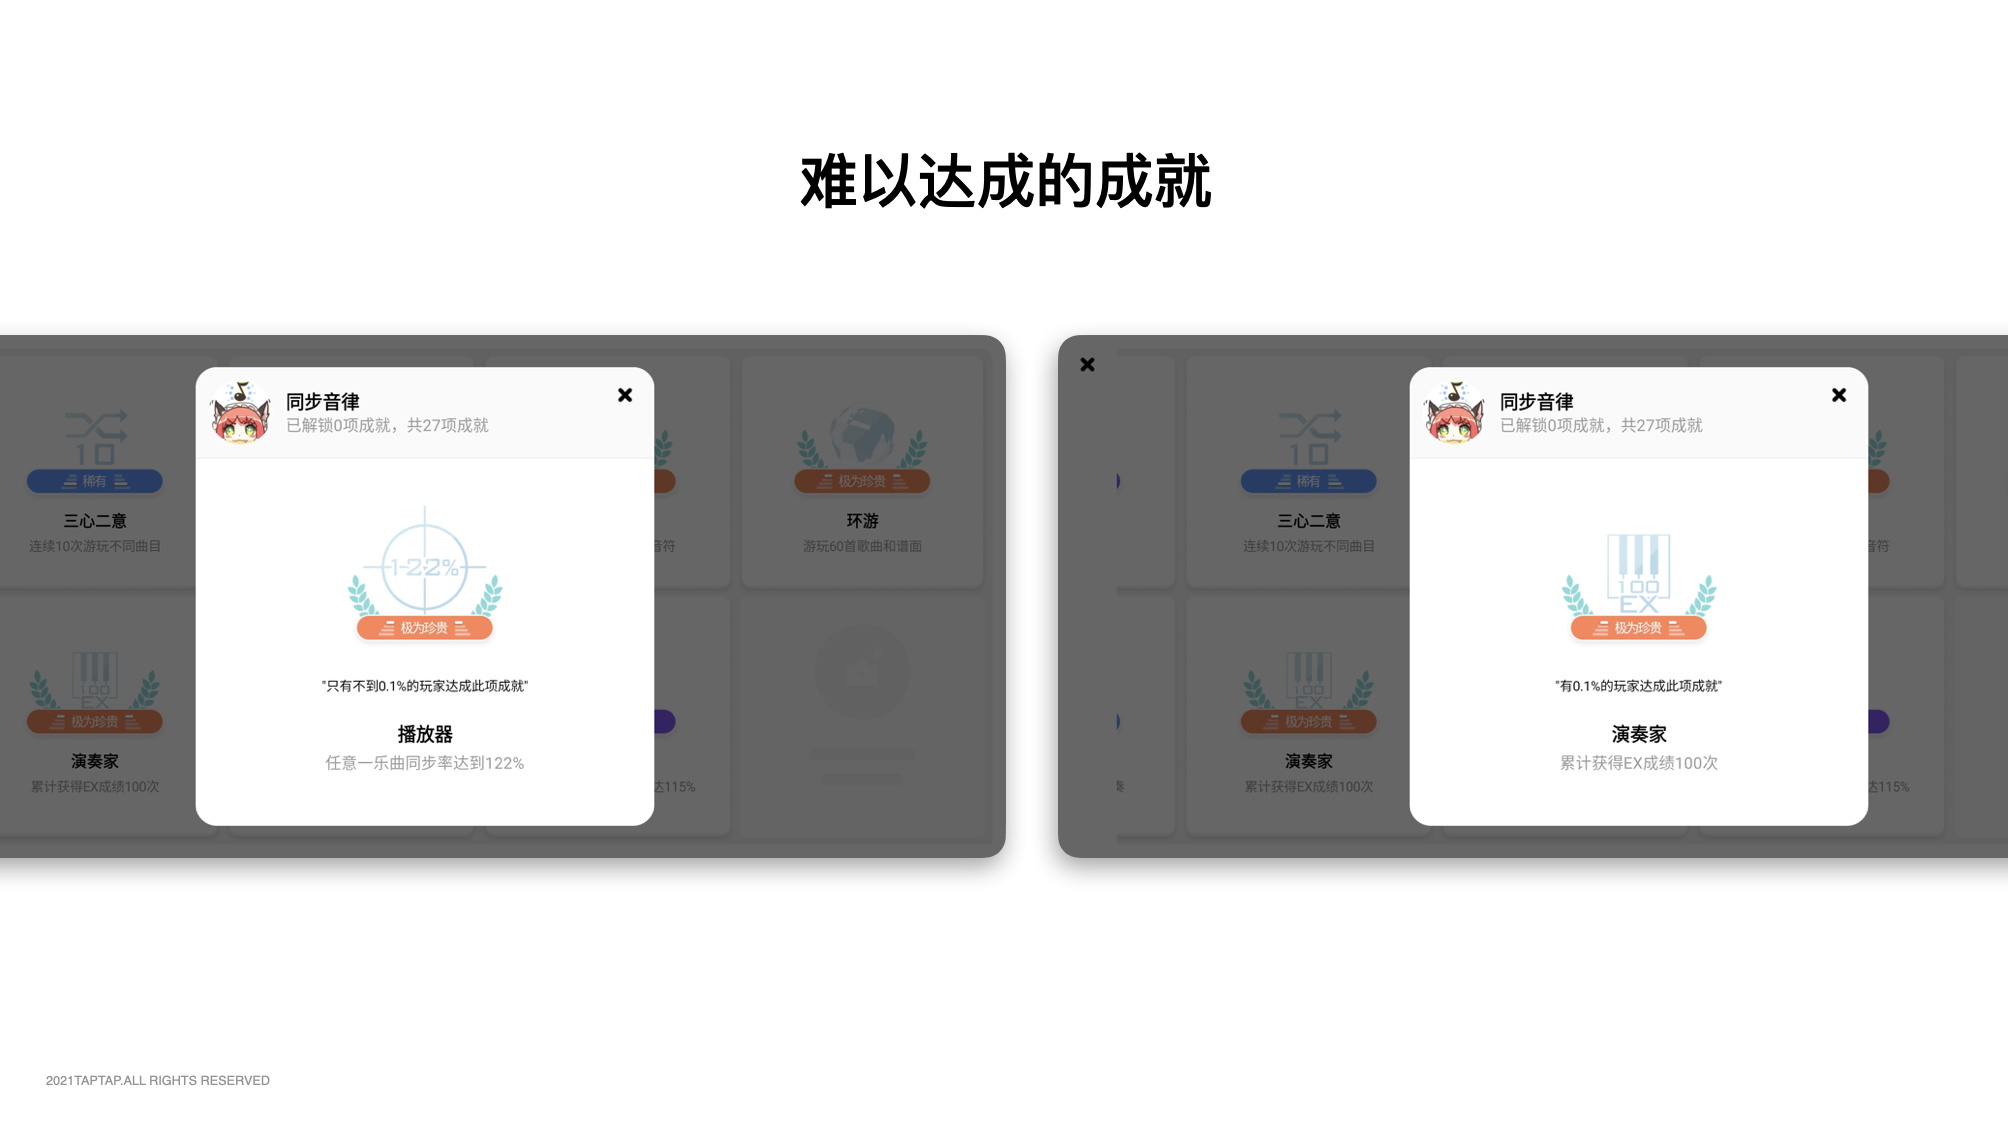 难以达成的成就
同步音律
已解锁0项成就，共27项成就
1-22%
极为珍贵
"只有不到0.1%的玩家达成此项成就"
播放器
任意一乐曲同步率达到122%
10
稀有
三心二意
连续10次游玩不同曲目
100
EX
极为珍贵
演奏家
累计获得EX成绩100次
音符
极为珍贵
环游
游玩60首歌曲和谱面
达115%
同步音律
已解锁0项成就，共27项成就
100
EX
极为珍贵
"有0.1%的玩家达成此项成就"
演奏家
累计获得EX成绩100次
10
稀有
三心二意
连续10次游玩不同曲目
100
EX
极为珍贵
演奏家
累计获得EX成绩100次
音符
达115%
2021TAPTAP.ALL RIGHTS RESERVED